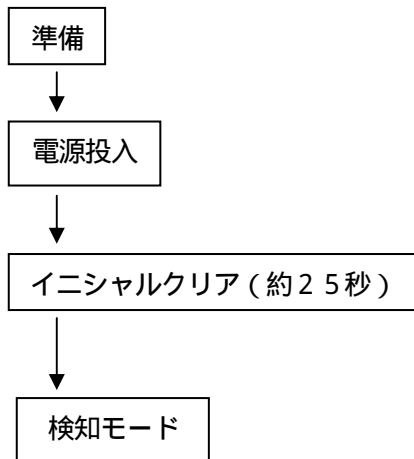 準備
電源投入
イニシャルクリア（約２５秒）
検知モード